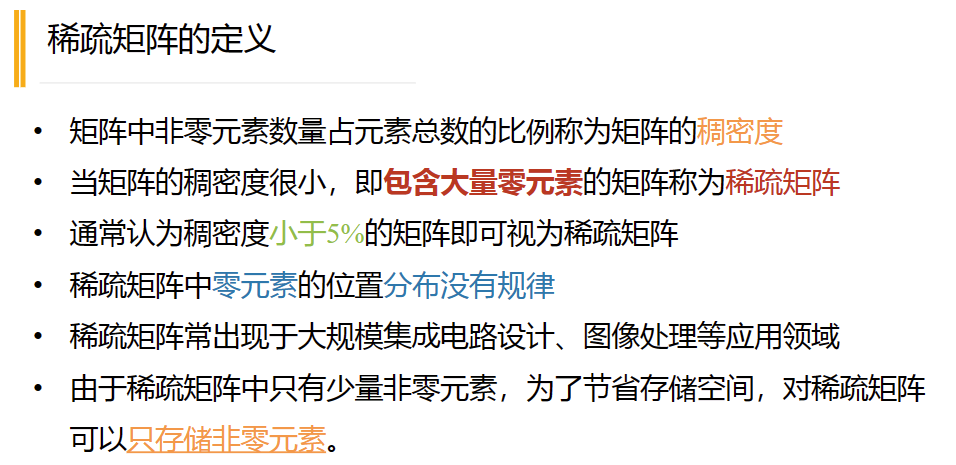 稀疏矩阵的定义
• 矩阵中非零元素数量占元素总数的比例称为矩阵的稠密度
• 当矩阵的稠密度很小，即包含大量零元素的矩阵称为稀疏矩阵
• 通常认为稠密度小于5%的矩阵即可视为稀疏矩阵
• 稀疏矩阵中零元素的位置分布没有规律
• 稀疏矩阵常出现于大规模集成电路设计、图像处理等应用领域
• 由于稀疏矩阵中只有少量非零元素，为了节省存储空间，对稀疏矩阵
可以只存储非零元素。